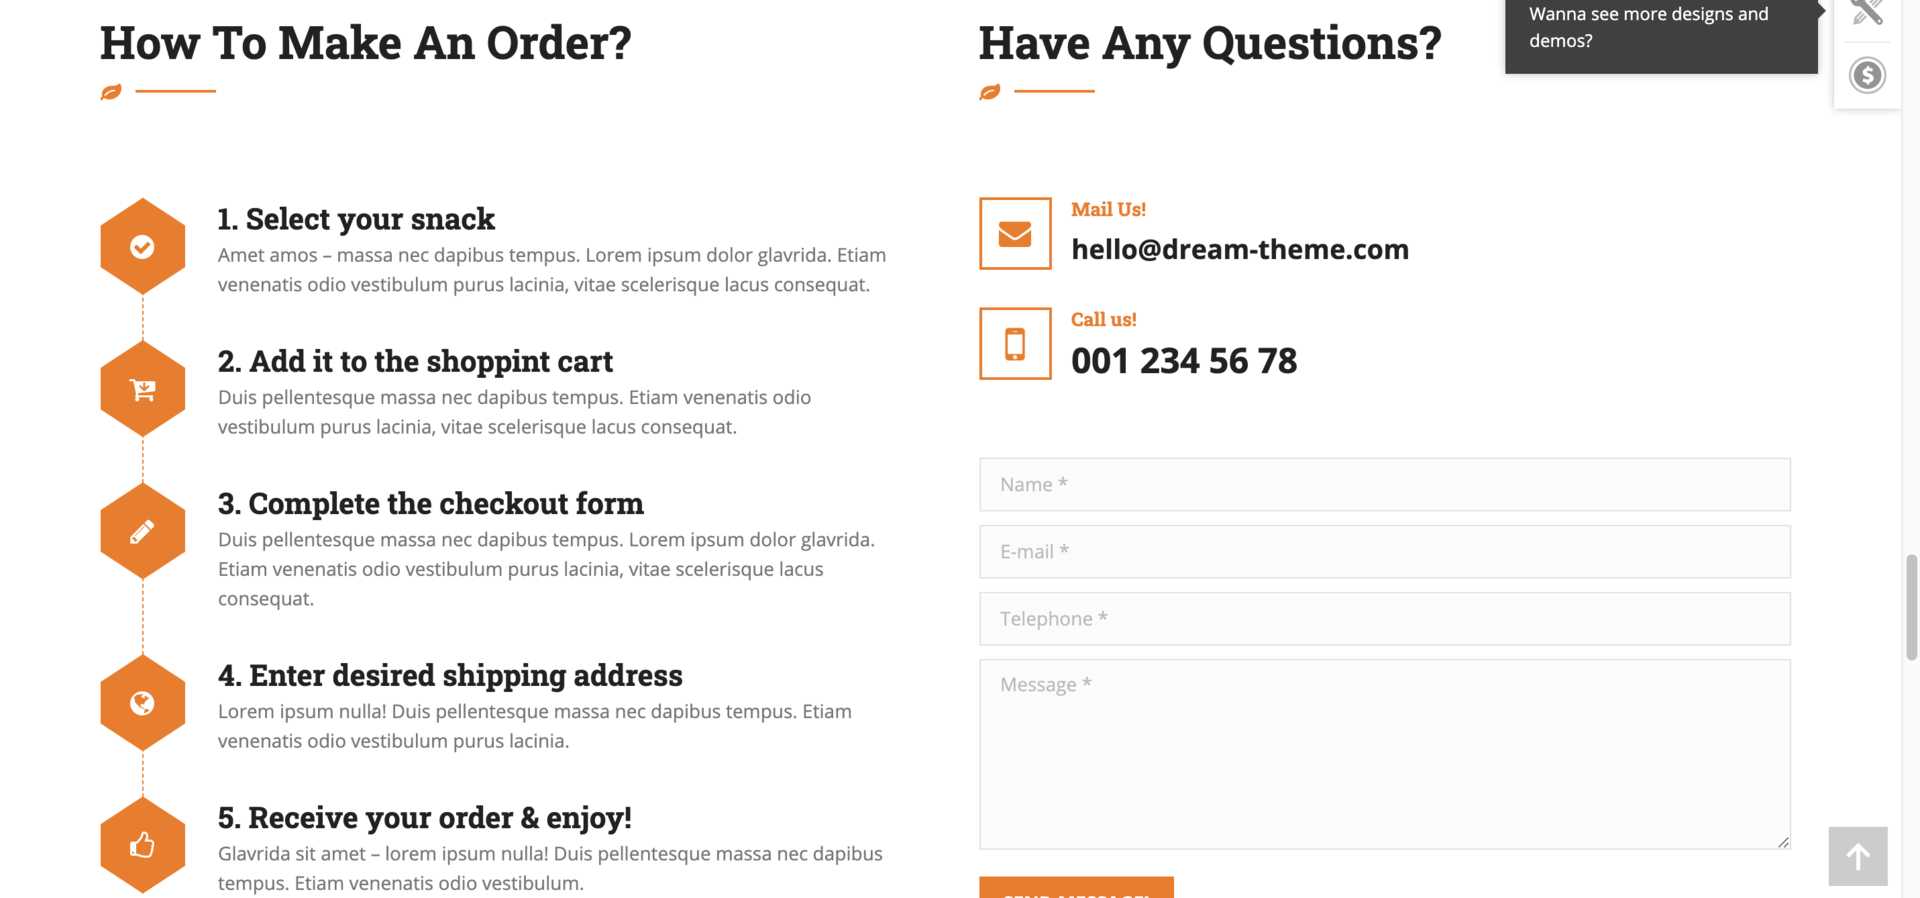 How To Make An Order?
1. Select your snack
Amet amos – massa nec dapibus tempus. Lorem ipsum dolor glavrida. Etiam
venenatis odio vestibulum purus lacinia, vitae scelerisque lacus consequat.
2. Add it to the shoppint cart
Duis pellentesque massa nec dapibus tempus. Etiam venenatis odio
vestibulum purus lacinia, vitae scelerisque lacus consequat.
3. Complete the checkout form
Duis pellentesque massa nec dapibus tempus. Lorem ipsum dolor glavrida.
Etiam venenatis odio vestibulum purus lacinia, vitae scelerisque lacus
consequat.
4. Enter desired shipping address
Lorem ipsum nulla! Duis pellentesque massa nec dapibus tempus. Etiam
venenatis odio vestibulum purus lacinia.
5. Receive your order & enjoy!
Glavrida sit amet – lorem ipsum nulla! Duis pellentesque massa nec dapibus
tempus. Etiam venenatis odio vestibulum.
Have Any Questions?
Mail Us!
hello@dream-theme.com
Call us!
001 234 56 78
Name *
E-mail *
Telephone *
Message *
SEND MESSAGE!
Wanna see more designs and
demos?
$